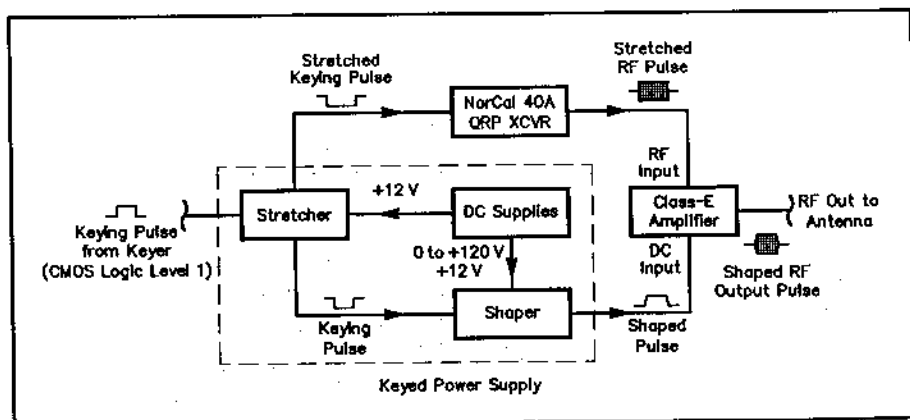 Stretched
Keying Pulse
NorCal 40A
QRP XCVR
Stretched
RF Pulse
RF
Input
+12 V
Stretcher
DC Supplies
Class-E
Amplifier
RF Out to
Antenna
Keying Pulse
from Keyer
(CMOS Logic Level 1)
0 to +120 V
+12 V
DC
Input
Shaped RF
Output Pulse
Keying
Pulse
Shaper
Shaped
Pulse
Keyed Power Supply